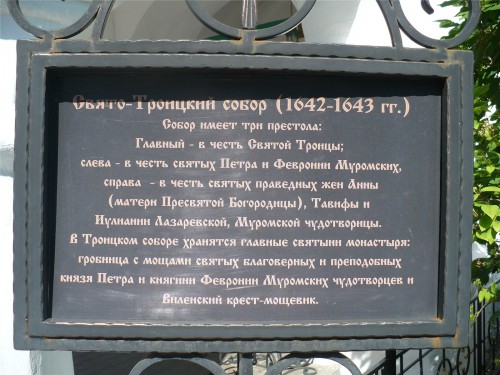 Свято-Троицкий собор (1642-1643 гг.)
Собор имеет три престола:
Главный - в честь Святой Троицы;
слева - в честь святых Петра и Февронии Муромских,
справа - в честь святых праведных жен Анны
(матери Пресвятой Богородицы), Тавифы и
Иулиании Лазаревской, Муромской чудотворицы.
В Троицком соборе хранятся главные святыни монастыря:
гробница с мощами святых благоверных и преподобных
князя Петра и княгини Февронии Муромских чудотворцев и
Виленский крест-мощевик.